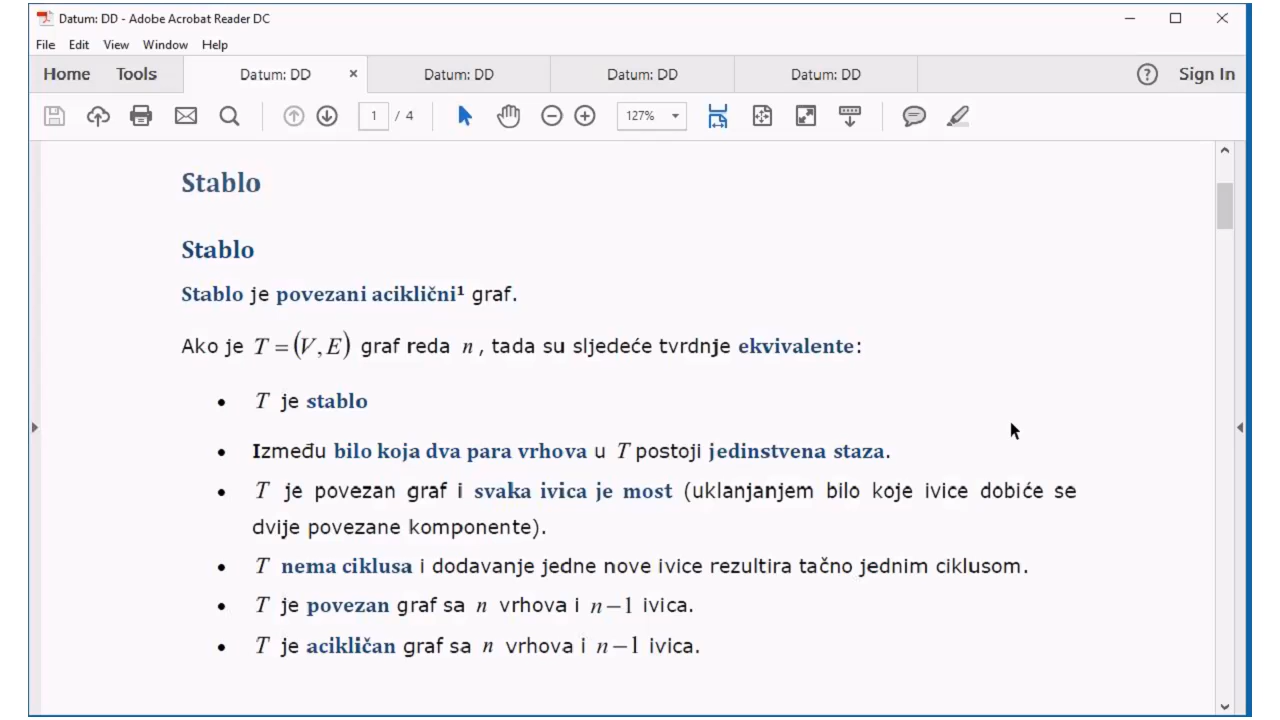 Datum: DD - Adobe Acrobat Reader DC
File Edit View Window Help
Home Tools Datum: DD × Datum: DD Datum: DD Datum: DD ? Sign In
1 / 4 127%
Stablo
Stablo
Stablo je povezani aciklični¹ graf.
Ako je T = (V, E) graf reda n, tada su sljedeće tvrdnje ekvivalente:
• T je stablo
• Između bilo koja dva para vrhova u T postoji jedinstvena staza.
• T je povezan graf i svaka ivica je most (uklanjanjem bilo koje ivice dobiće se
dvije povezane komponente).
• T nema ciklusa i dodavanje jedne nove ivice rezultira tačno jednim ciklusom.
• T je povezan graf sa n vrhova i n−1 ivica.
• T je acikličan graf sa n vrhova i n−1 ivica.